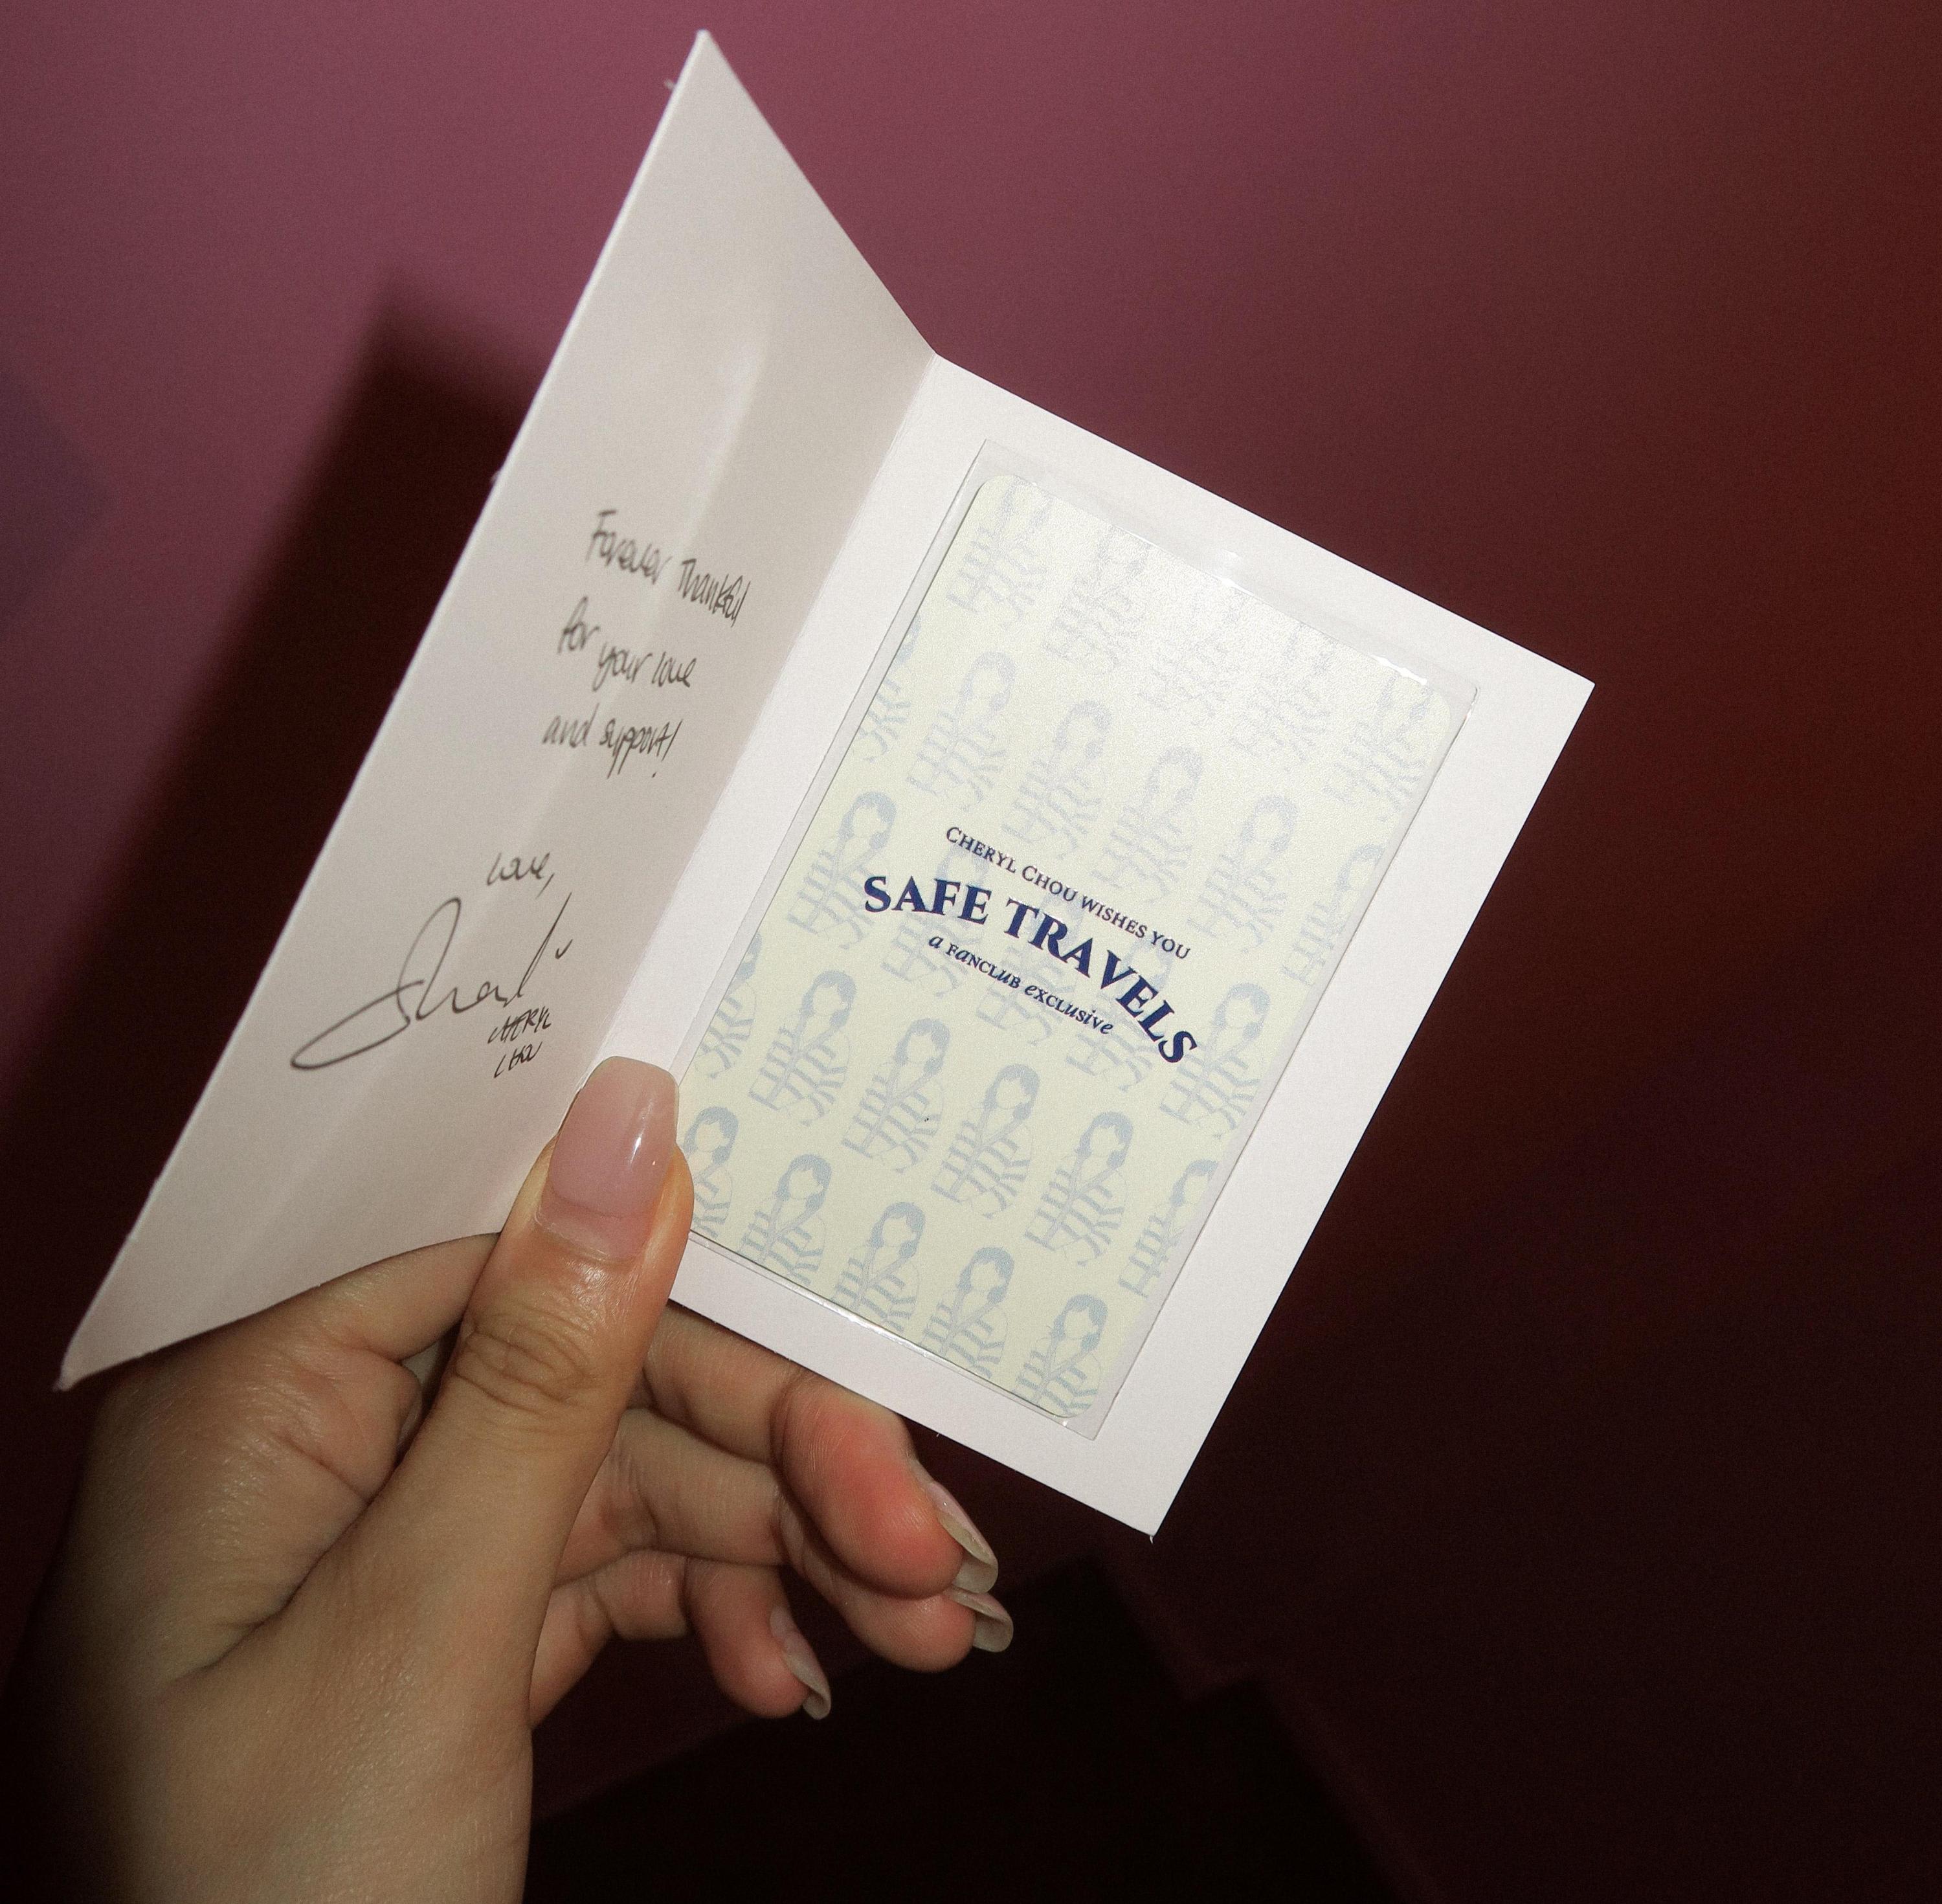 Forever Thankful
for your love
and support!
Love,
CHERYL
CHOU
CHERYL CHOU WISHES YOU
SAFE TRAVELS
a FaNCLUB eXCLUSIVe